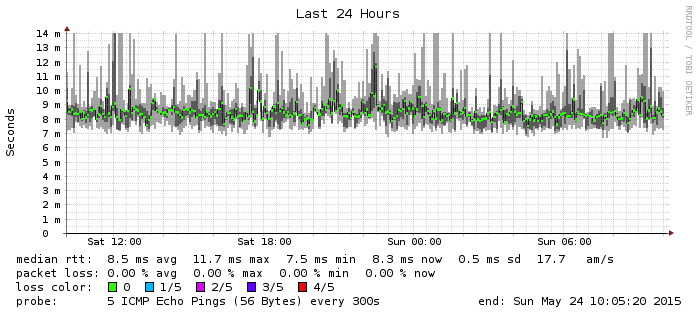 Last 24 Hours
RRDTOOL / TOBI OETIKER
Seconds
14 m
13 m
12 m
11 m
10 m
9 m
8 m
7 m
6 m
5 m
4 m
3 m
2 m
1 m
0
Sat 12:00 Sat 18:00 Sun 00:00 Sun 06:00
median rtt: 8.5 ms avg 11.7 ms max 7.5 ms min 8.3 ms now 0.5 ms sd 17.7 am/s
packet loss: 0.00 % avg 0.00 % max 0.00 % min 0.00 % now
loss color: 0 1/5 2/5 3/5 4/5
probe: 5 ICMP Echo Pings (56 Bytes) every 300s end: Sun May 24 10:05:20 2015